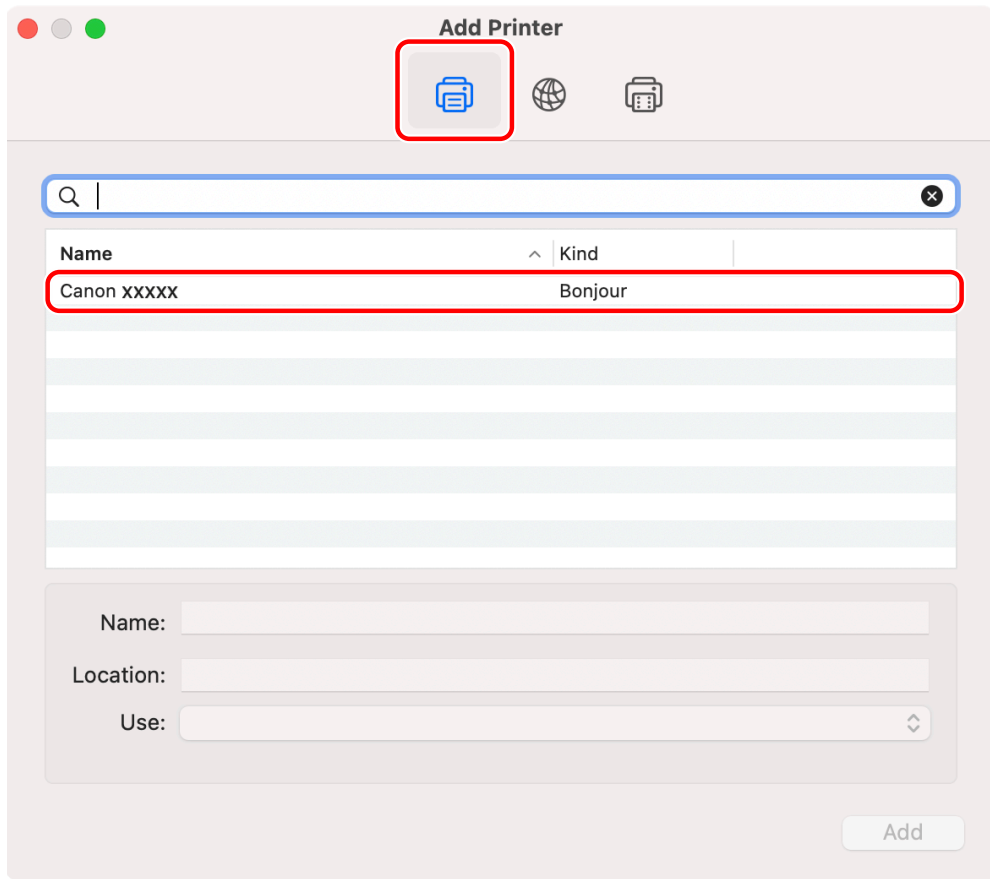 Add Printer
Name Kind
Canon XXXXX Bonjour
Name:
Location:
Use:
Add